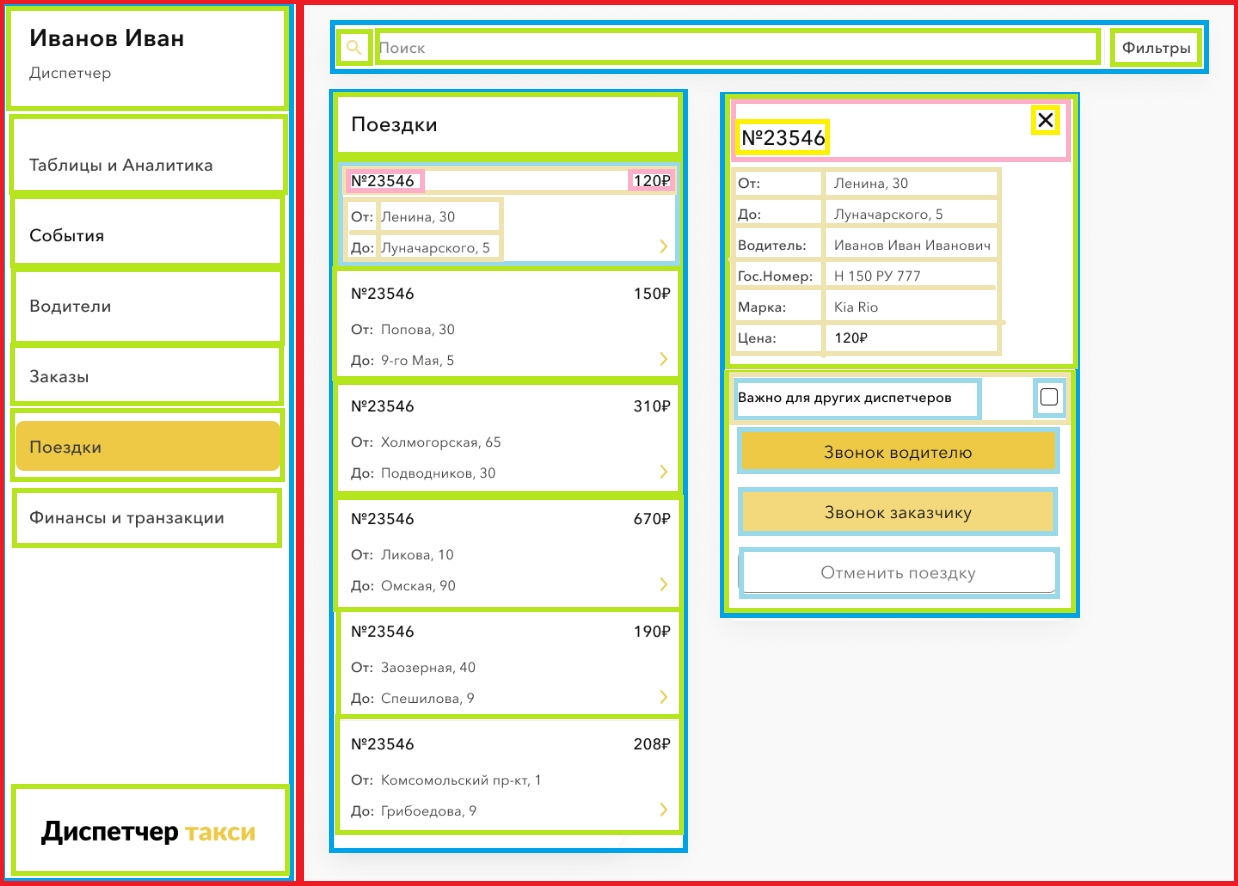 Иванов Иван
Диспетчер
Таблицы и Аналитика
События
Водители
Заказы
Поездки
Финансы и транзакции
Диспетчер такси
Поиск
Фильтры
Поездки
№23546 120₽
От: Ленина, 30
До: Луначарского, 5
№23546 150₽
От: Попова, 30
До: 9-го Мая, 5
№23546 310₽
От: Холмогорская, 65
До: Подводников, 30
№23546 670₽
От: Ликова, 10
До: Омская, 90
№23546 190₽
От: Заозерная, 40
До: Спешилова, 9
№23546 208₽
От: Комсомольский пр-кт, 1
До: Грибоедова, 9
№23546
От: Ленина, 30
До: Луначарского, 5
Водитель: Иванов Иван Иванович
Гос.Номер: Н 150 РУ 777
Марка: Kia Rio
Цена: 120₽
Важно для других диспетчеров
Звонок водителю
Звонок заказчику
Отменить поездку